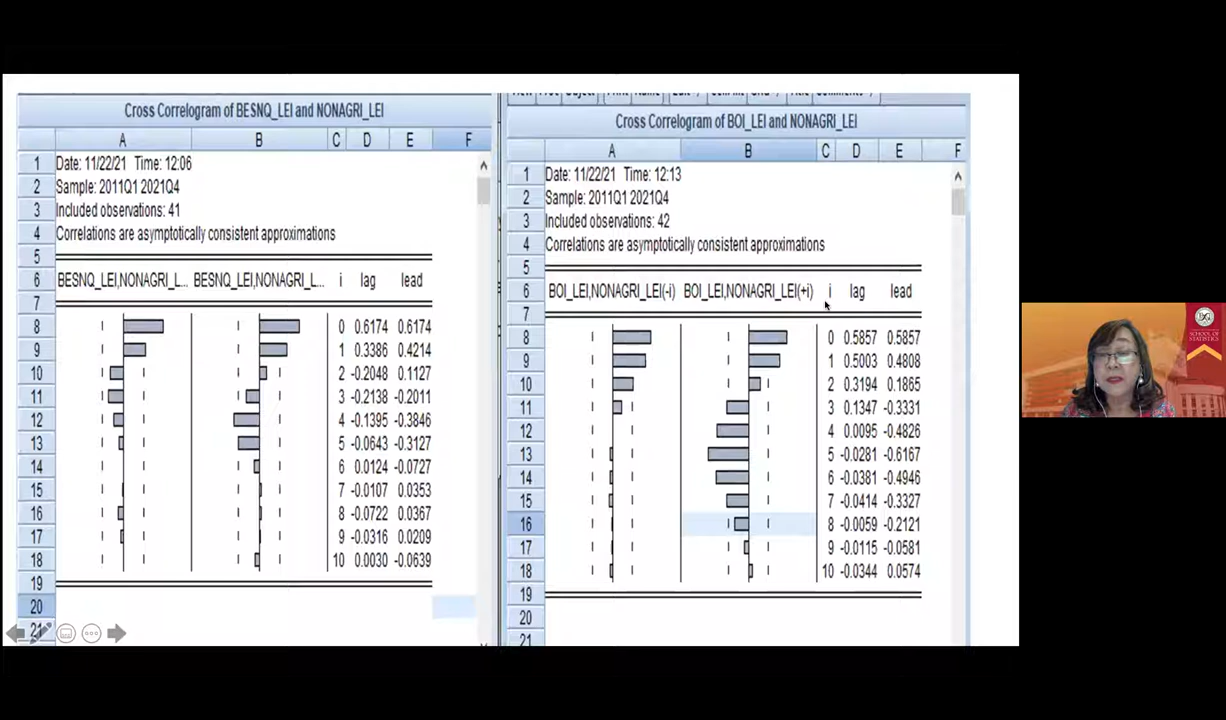 Cross Correlogram of BESNQ_LEI and NONAGRI_LEI
A B C D E F
1 Date: 11/22/21 Time: 12:06
2 Sample: 2011Q1 2021Q4
3 Included observations: 41
4 Correlations are asymptotically consistent approximations
5
6 BESNQ_LEI,NONAGRI_L... BESNQ_LEI,NONAGRI_L... i lag lead
7
8 0 0.6174 0.6174
9 1 0.3386 0.4214
10 2 -0.2048 0.1127
11 3 -0.2138 -0.2011
12 4 -0.1395 -0.3846
13 5 -0.0643 -0.3127
14 6 0.0124 -0.0727
15 7 -0.0107 0.0353
16 8 -0.0722 0.0367
17 9 -0.0316 0.0209
18 10 0.0030 -0.0639
19
20
21
Cross Correlogram of BOI_LEI and NONAGRI_LEI
A B C D E F
1 Date: 11/22/21 Time: 12:13
2 Sample: 2011Q1 2021Q4
3 Included observations: 42
4 Correlations are asymptotically consistent approximations
5
6 BOI_LEI,NONAGRI_LEI(-i) BOI_LEI,NONAGRI_LEI(+i) i lag lead
7
8 0 0.5857 0.5857
9 1 0.5003 0.4808
10 2 0.3194 0.1865
11 3 0.1347 -0.3331
12 4 0.0095 -0.4826
13 5 -0.0281 -0.6167
14 6 -0.0381 -0.4946
15 7 -0.0414 -0.3327
16 8 -0.0059 -0.2121
17 9 -0.0115 -0.0581
18 10 -0.0344 0.0574
19
20
21
SCHOOL OF
STATISTICS